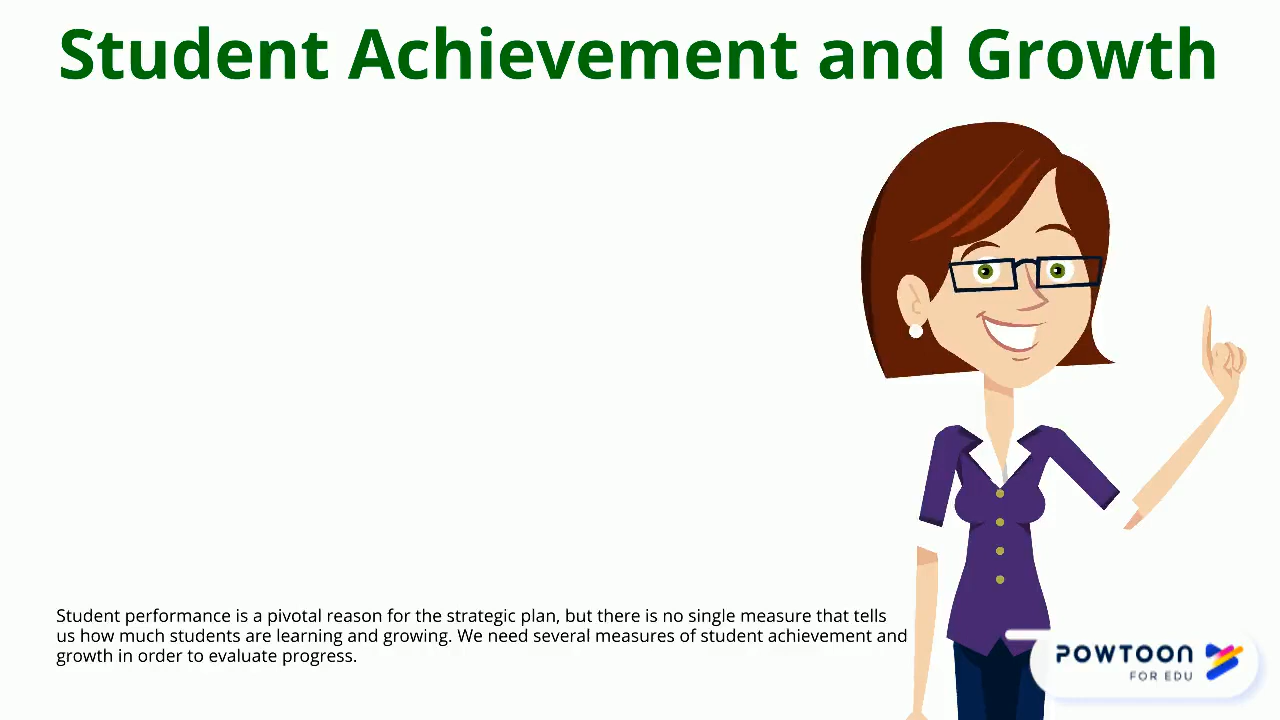 Student Achievement and Growth
Student performance is a pivotal reason for the strategic plan, but there is no single measure that tells
us how much students are learning and growing. We need several measures of student achievement and
growth in order to evaluate progress.
POWTOON
FOR EDU